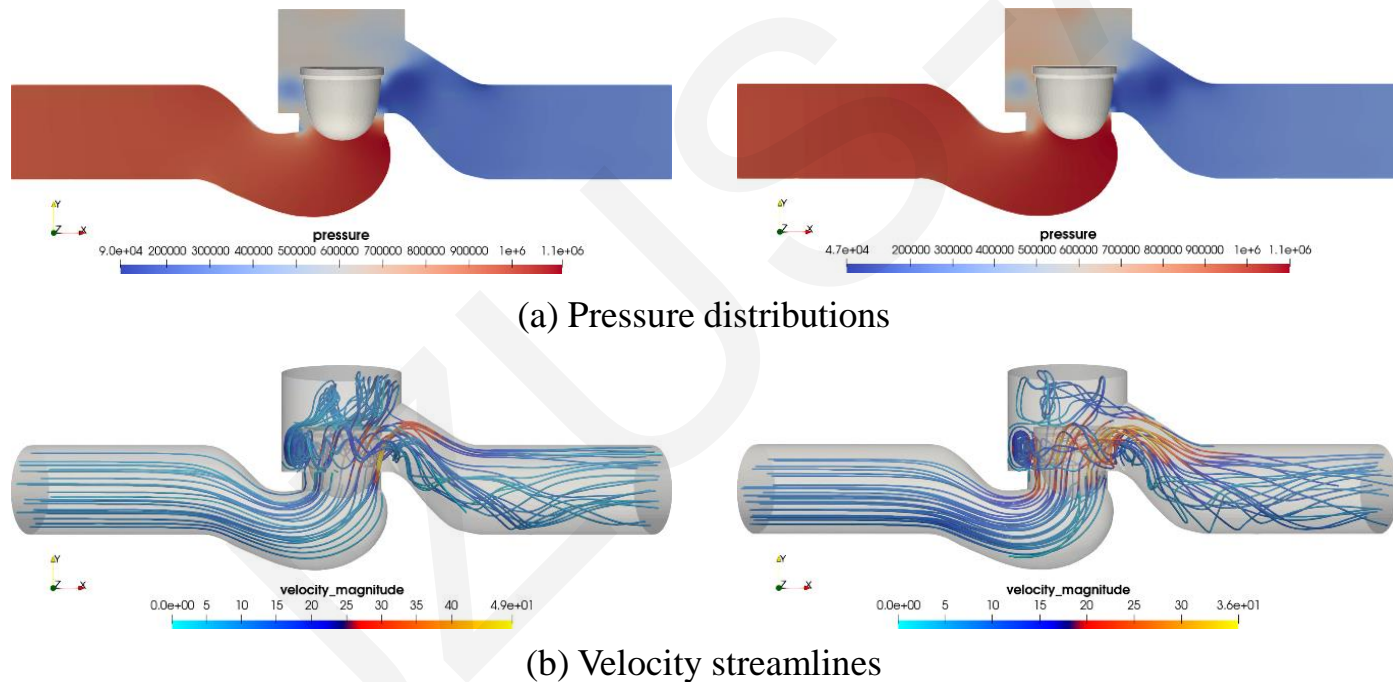 Y
Z X
pressure
9.0e+04 200000 300000 400000 500000 600000 700000 800000 900000 1e+6 1.1e+06
Y
Z X
pressure
4.7e+04 200000 300000 400000 500000 600000 700000 800000 900000 1e+6 1.1e+06
(a) Pressure distributions
Y
Z X
velocity_magnitude
0.0e+00 5 10 15 20 25 30 35 40 4.9e+01
Y
Z X
velocity_magnitude
0.0e+00 5 10 15 20 25 30 3.6e+01
(b) Velocity streamlines